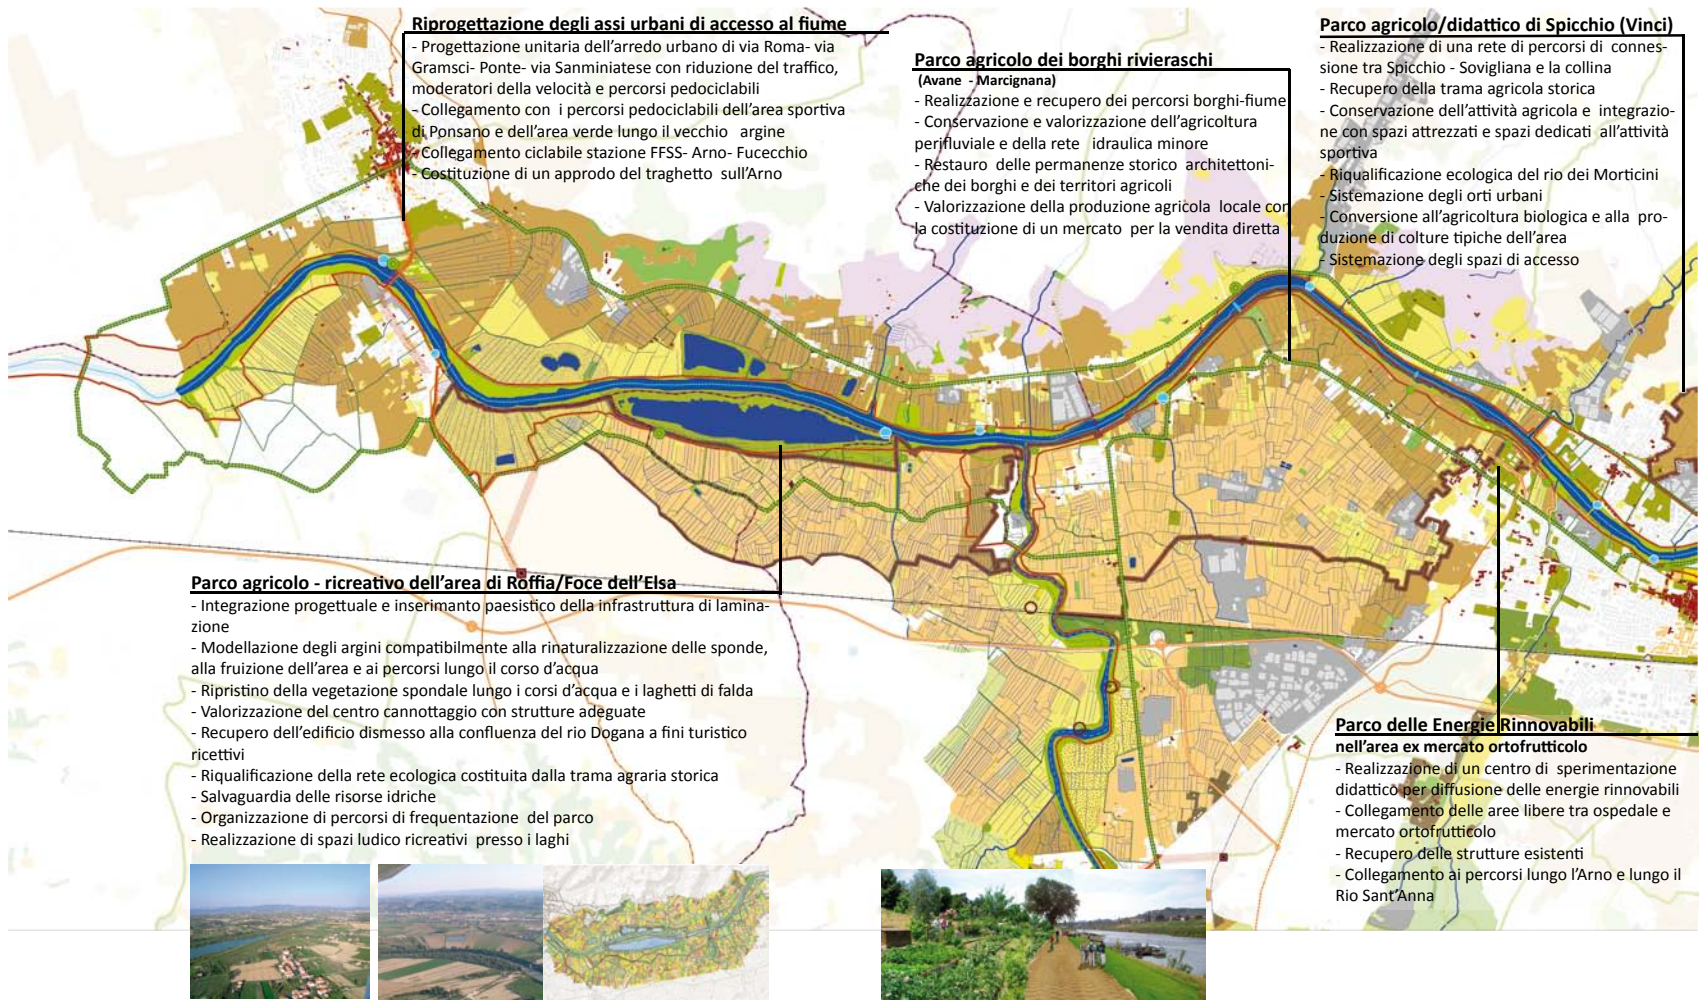 Riprogettazione degli assi urbani di accesso al fiume
- Progettazione unitaria dell'arredo urbano di via Roma- via
Gramsci- Ponte- via Sanminiatese con riduzione del traffico,
moderatori della velocità e percorsi pedociclabili
- Collegamento con i percorsi pedociclabili dell'area sportiva
di Ponsano e dell'area verde lungo il vecchio argine
- Collegamento ciclabile stazione FFSS- Arno- Fucecchio
- Costituzione di un approdo del traghetto sull'Arno
Parco agricolo dei borghi rivieraschi
(Avane - Marcignana)
- Realizzazione e recupero dei percorsi borghi-fiume
- Conservazione e valorizzazione dell'agricoltura
perifluviale e della rete idraulica minore
- Restauro delle permanenze storico architettoni-
che dei borghi e dei territori agricoli
- Valorizzazione della produzione agricola locale con
la costituzione di un mercato per la vendita diretta
Parco agricolo/didattico di Spicchio (Vinci)
- Realizzazione di una rete di percorsi di connes-
sione tra Spicchio - Sovigliana e la collina
- Recupero della trama agricola storica
- Conservazione dell'attività agricola e integrazio-
ne con spazi attrezzati e spazi dedicati all'attività
sportiva
- Riqualificazione ecologica del rio dei Morticini
- Sistemazione degli orti urbani
- Conversione all'agricoltura biologica e alla pro-
duzione di colture tipiche dell'area
- Sistemazione degli spazi di accesso
Parco agricolo - ricreativo dell'area di Roffia/Foce dell'Elsa
- Integrazione progettuale e inserimanto paesistico della infrastruttura di lamina-
zione
- Modellazione degli argini compatibilmente alla rinaturalizzazione delle sponde,
alla fruizione dell'area e ai percorsi lungo il corso d'acqua
- Ripristino della vegetazione spondale lungo i corsi d'acqua e i laghetti di falda
- Valorizzazione del centro cannottaggio con strutture adeguate
- Recupero dell'edificio dismesso alla confluenza del rio Dogana a fini turistico
ricettivi
- Riqualificazione della rete ecologica costituita dalla trama agraria storica
- Salvaguardia delle risorse idriche
- Organizzazione di percorsi di frequentazione del parco
- Realizzazione di spazi ludico ricreativi presso i laghi
Parco delle Energie Rinnovabili
nell'area ex mercato ortofrutticolo
- Realizzazione di un centro di sperimentazione
didattico per diffusione delle energie rinnovabili
- Collegamento delle aree libere tra ospedale e
mercato ortofrutticolo
- Recupero delle strutture esistenti
- Collegamento ai percorsi lungo l'Arno e lungo il
Rio Sant'Anna